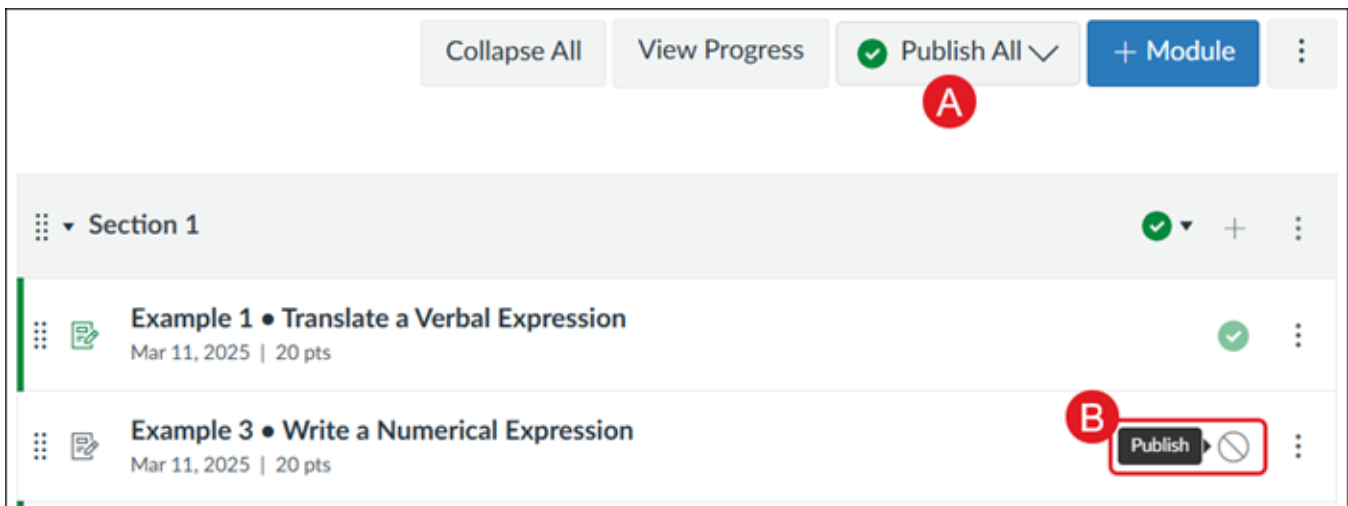 Collapse All
View Progress
Publish All
+ Module
A
Section 1
Example 1 • Translate a Verbal Expression
Mar 11, 2025 | 20 pts
B
Example 3 • Write a Numerical Expression
Publish
Mar 11, 2025 | 20 pts